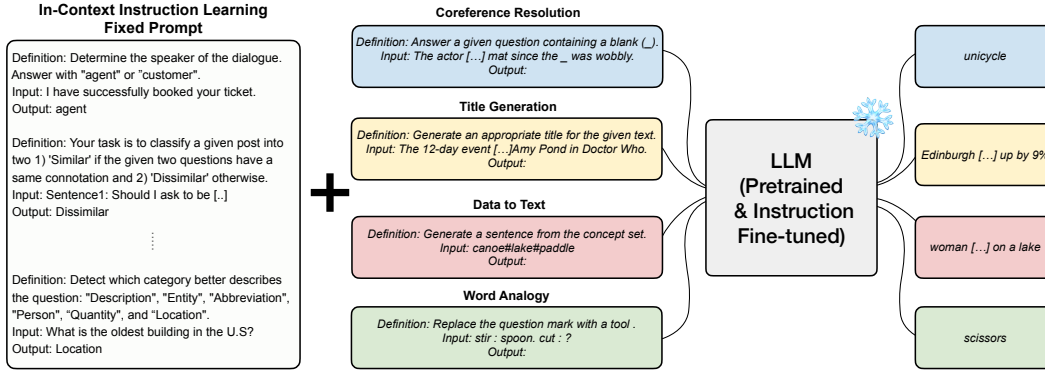 In-Context Instruction Learning
Fixed Prompt
Definition: Determine the speaker of the dialogue.
Answer with "agent" or "customer".
Input: I have successfully booked your ticket.
Output: agent
Definition: Your task is to classify a given post into
two 1) 'Similar' if the given two questions have a
same connotation and 2) 'Dissimilar' otherwise.
Input: Sentence1: Should I ask to be [..]
Output: Dissimilar
Definition: Detect which category better describes
the question: "Description", "Entity", "Abbreviation",
"Person", “Quantity", and “Location".
Input: What is the oldest building in the U.S?
Output: Location
+
Coreference Resolution
Definition: Answer a given question containing a blank (_).
Input: The actor […] mat since the _ was wobbly.
Output:
Title Generation
Definition: Generate an appropriate title for the given text.
Input: The 12-day event […]Amy Pond in Doctor Who.
Output:
Data to Text
Definition: Generate a sentence from the concept set.
Input: canoe#lake#paddle
Output:
Word Analogy
Definition: Replace the question mark with a tool .
Input: stir : spoon. cut : ?
Output:
LLM
(Pretrained
& Instruction
Fine-tuned)
unicycle
Edinburgh […] up by 9%
woman […] on a lake
scissors